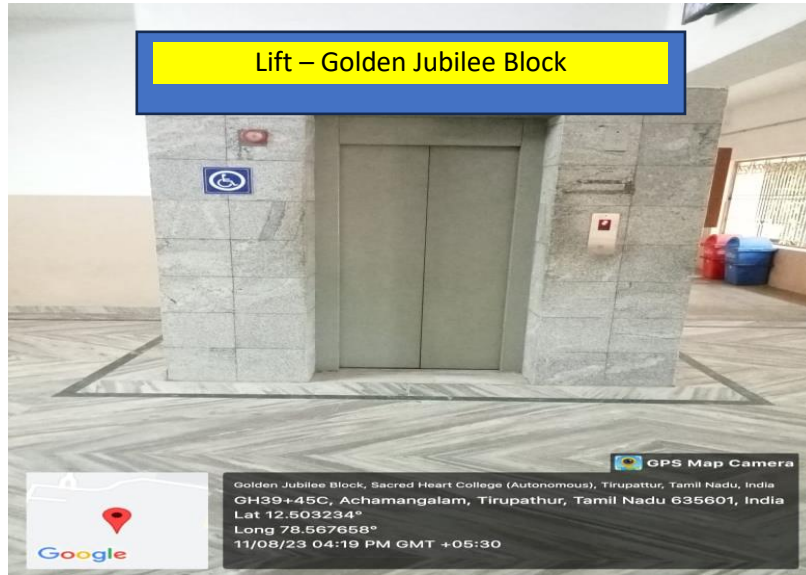 Lift – Golden Jubilee Block
GPS Map Camera
Golden Jubilee Block, Sacred Heart College (Autonomous), Tirupattur, Tamil Nadu, India
GH39+45C, Achamangalam, Tirupathur, Tamil Nadu 635601, India
Lat 12.503234°
Long 78.567658°
11/08/23 04:19 PM GMT +05:30
Google